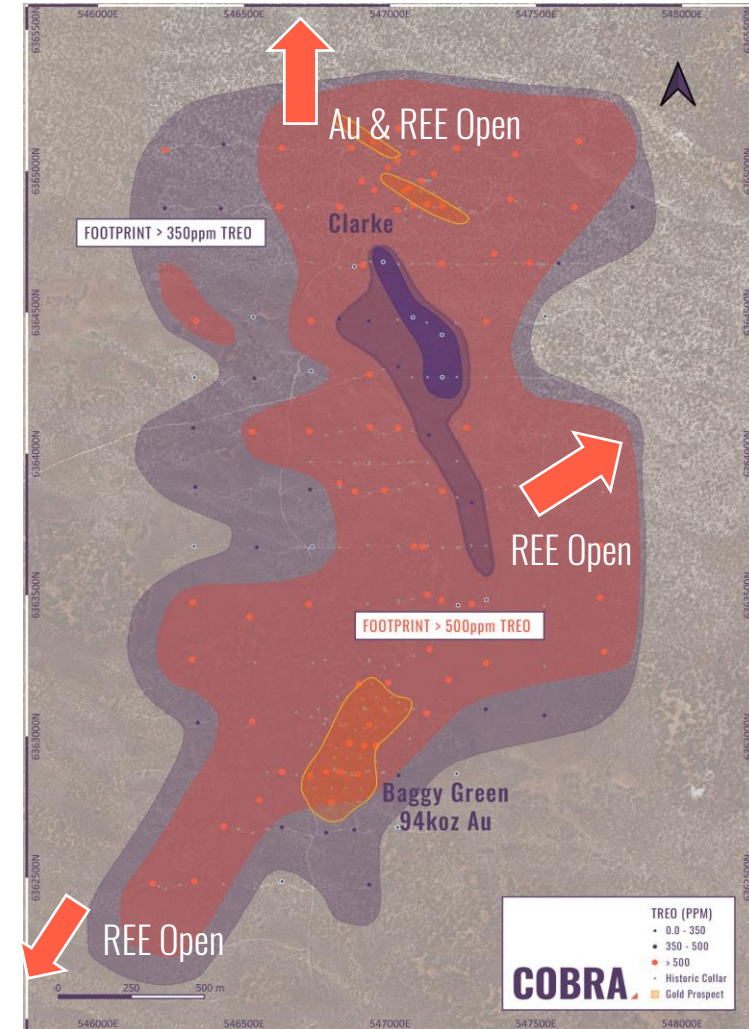 546000E
546500E
547000E
547500E
548000E
6365500N
Au & REE Open
6365000N
FOOTPRINT > 350ppm TREO
Clarke
6364500N
6364000N
REE Open
6363500N
FOOTPRINT > 500ppm TREO
6363000N
Baggy Green
94koz Au
6362500N
REE Open
0
250
500 m
COBRA
TREO (PPM)
0.0 - 350
350 - 500
> 500
Historic Collar
Gold Prospect
546000E
546500E
547000E
547500E
548000E